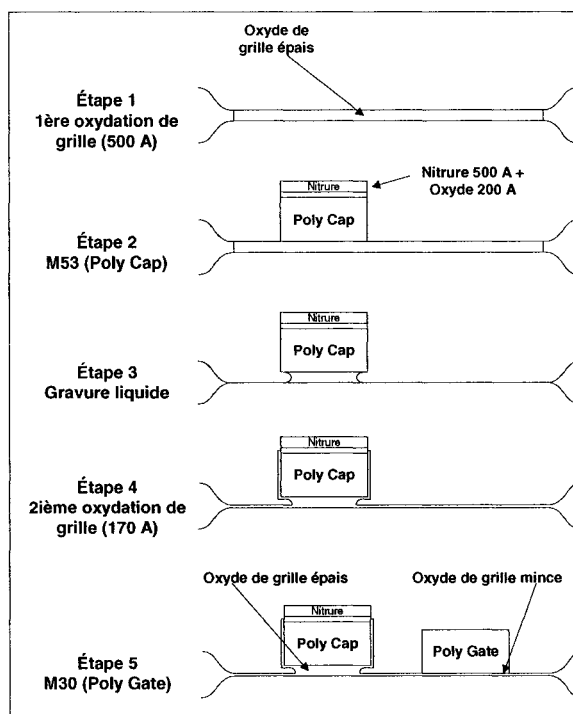 Oxyde de
grille épais
Étape 1
1ère oxydation de
grille (500 A)
Nitrure 500 A +
Oxyde 200 A
Nitrure
Poly Cap
Étape 2
M53 (Poly Cap)
Nitrure
Poly Cap
Étape 3
Gravure liquide
Nitrure
Poly Cap
Étape 4
2ième oxydation de
grille (170 A)
Oxyde de grille épais
Oxyde de grille mince
Nitrure
Poly Cap
Poly Gate
Étape 5
M30 (Poly Gate)